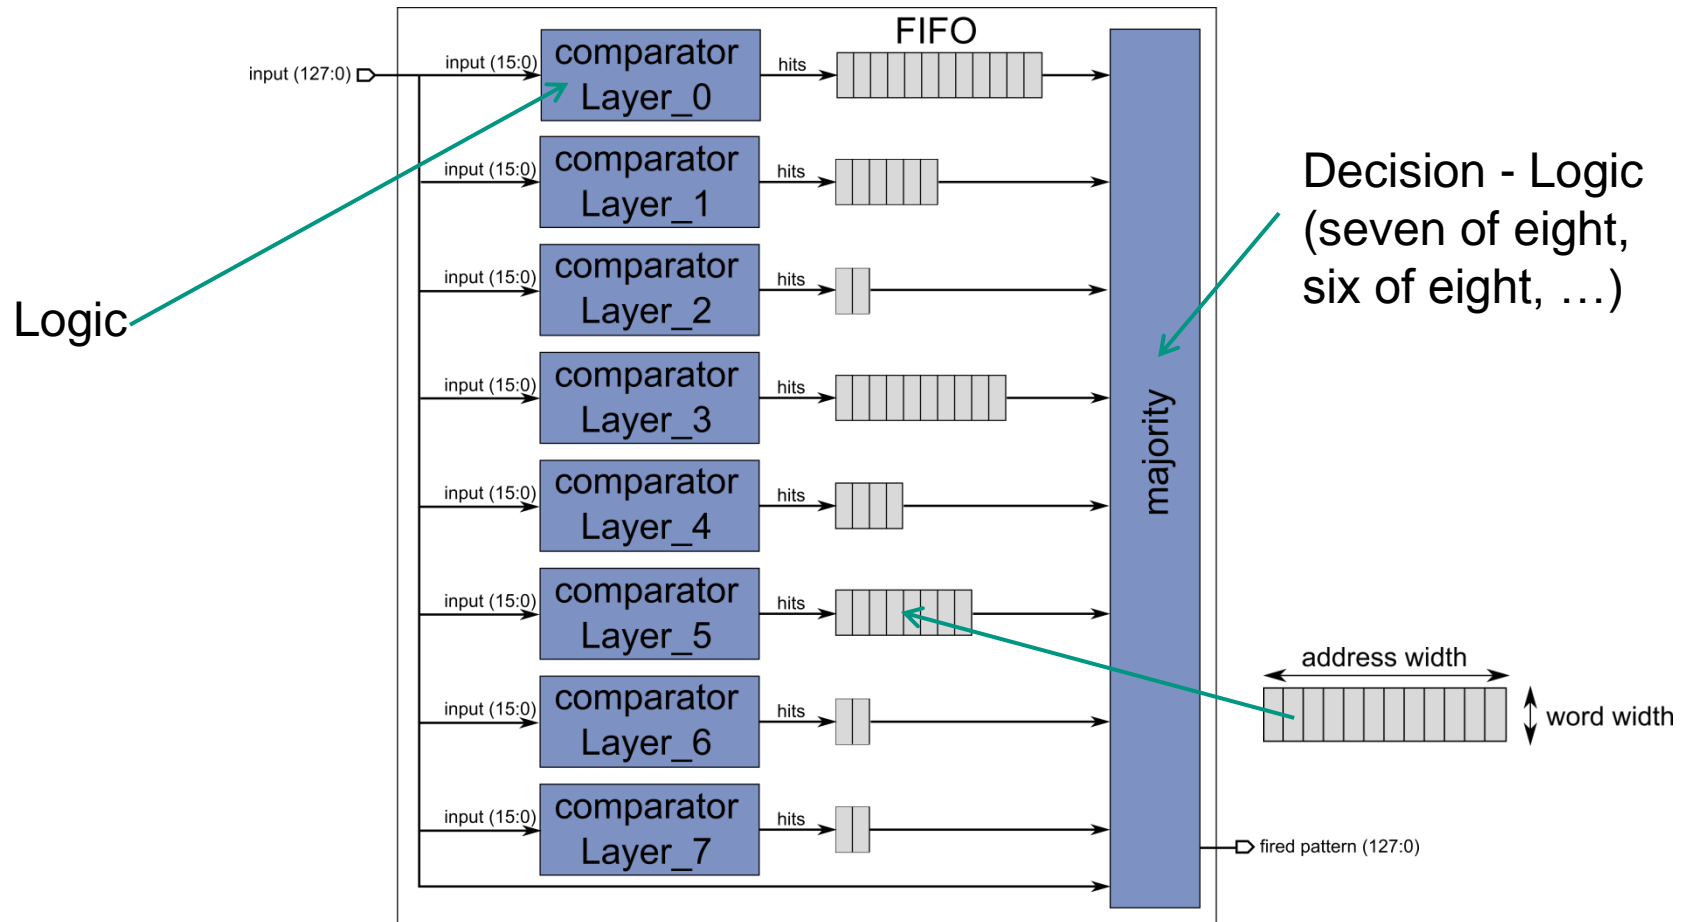 FIFO
input (127:0)
input (15:0)
comparator
Layer_0
hits
input (15:0)
comparator
Layer_1
hits
input (15:0)
comparator
Layer_2
hits
input (15:0)
comparator
Layer_3
hits
input (15:0)
comparator
Layer_4
hits
input (15:0)
comparator
Layer_5
hits
input (15:0)
comparator
Layer_6
hits
input (15:0)
comparator
Layer_7
hits
majority
Logic
Decision - Logic
(seven of eight,
six of eight, …)
address width
word width
fired pattern (127:0)